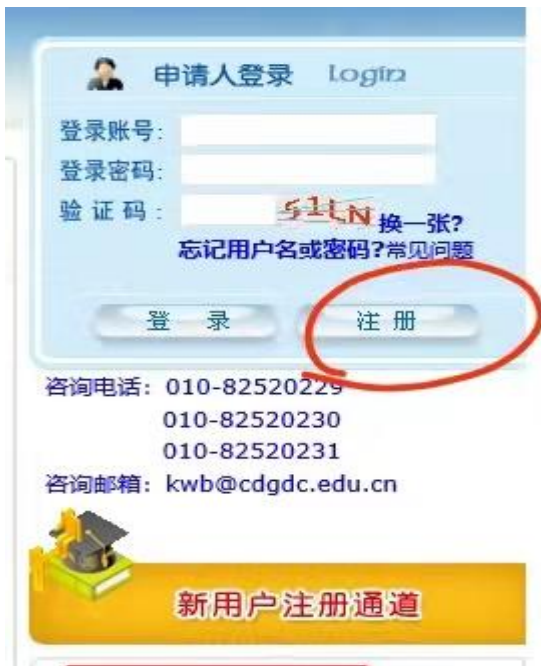 申请人登录 Login
登录账号:
登录密码:
验 证 码 :
换一张?
忘记用户名或密码?常见问题
登 录 注 册
咨询电话: 010-82520229
010-82520230
010-82520231
咨询邮箱: kwb@cdgdc.edu.cn
新用户注册通道